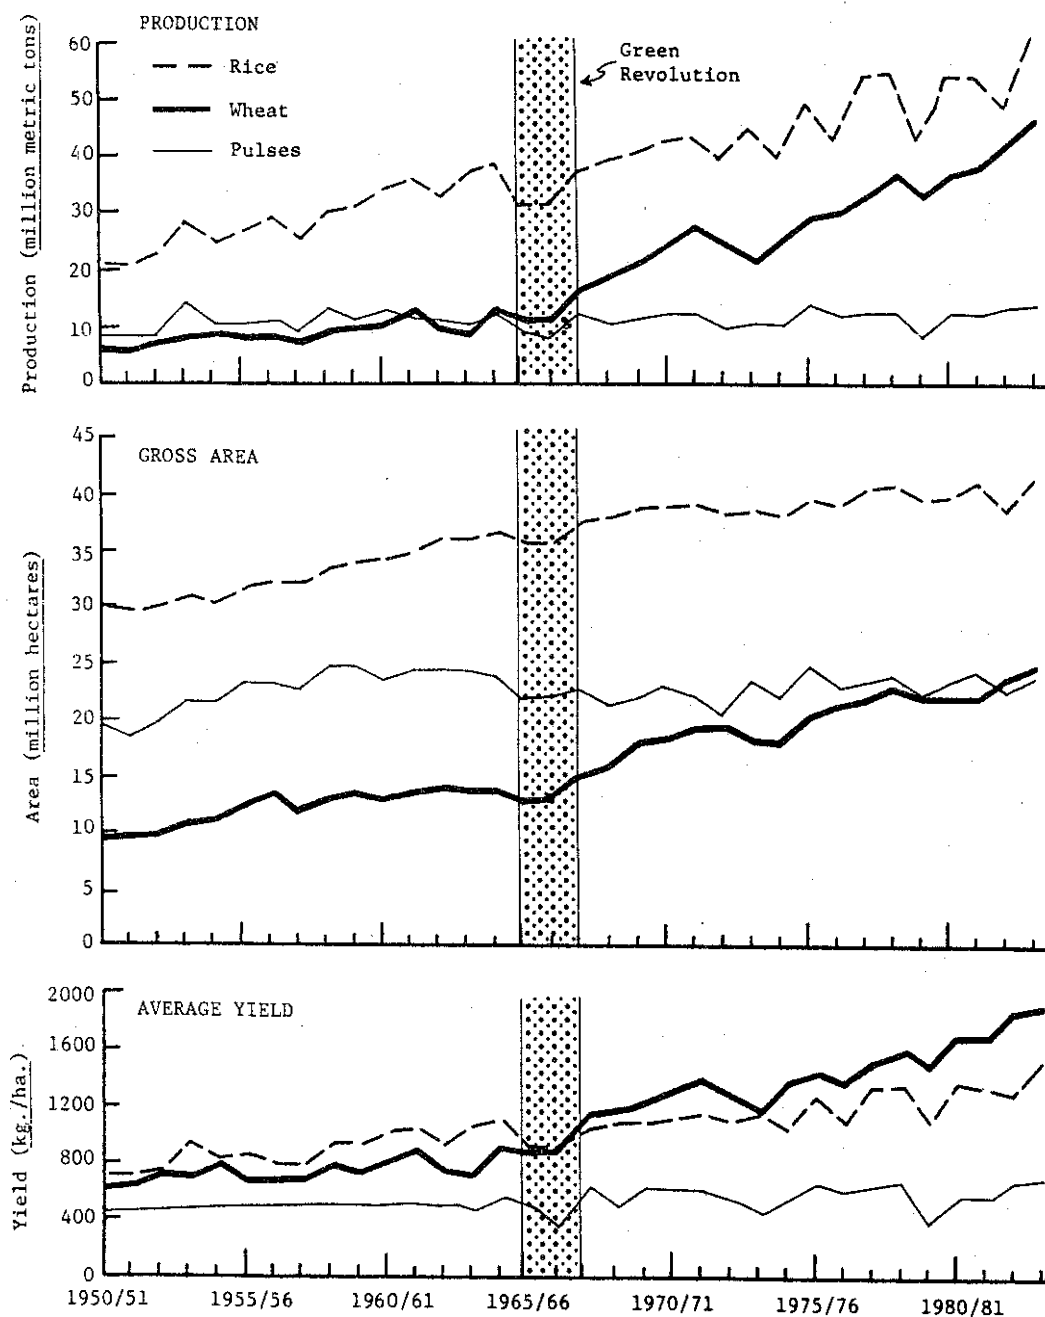 PRODUCTION
Rice
Wheat
Pulses
Green
Revolution
Production (million metric tons)
60
50
40
30
20
10
0
GROSS AREA
Area (million hectares)
45
40
35
30
25
20
15
10
5
0
AVERAGE YIELD
Yield (kg./ha.)
2000
1600
1200
800
400
0
1950/51 1955/56 1960/61 1965/66 1970/71 1975/76 1980/81